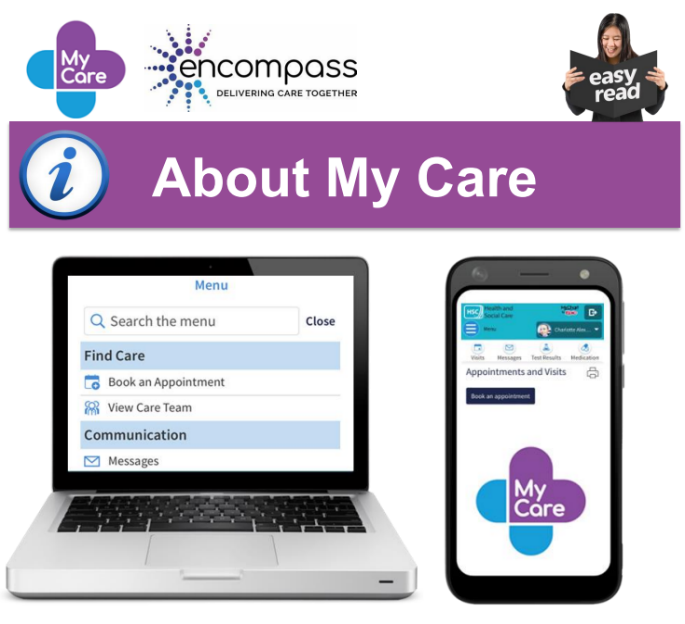 My
Care
encompass
DELIVERING CARE TOGETHER
easy
read
i
About My Care
Menu
Search the menu
Close
Find Care
Book an Appointment
View Care Team
Communication
Messages
HSC
Health and
Social Care
Menu
Charlotte
Visits
Messages
Test Results
Medication
Appointments and Visits
Book an appointment
My
Care